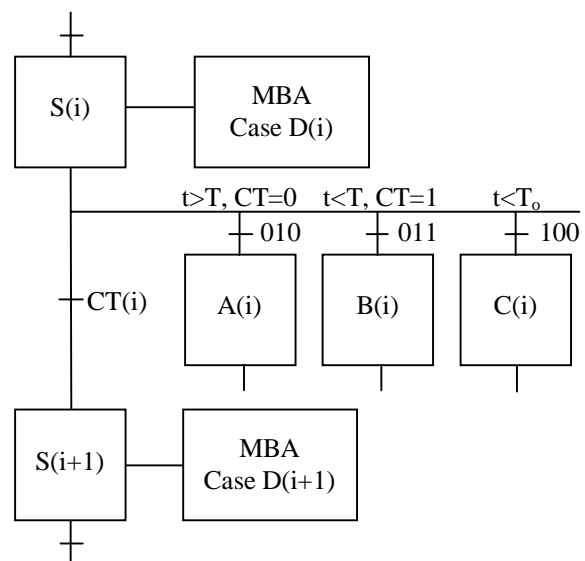 S(i)
MBA
Case D(i)
t>T, CT=0 t<T, CT=1 t<Tₒ
010 011 100
CT(i)
A(i) B(i) C(i)
S(i+1)
MBA
Case D(i+1)